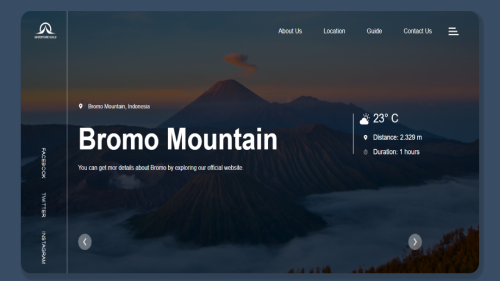 About Us
Location
Guide
Contact Us
Bromo Mountain, Indonesia
Bromo Mountain
You can get mor details about Bromo by exploring our official website.
23° C
Distance: 2.329 m
Duration: 1 hours
FACEBOOK
TWITTER
INSTAGRAM